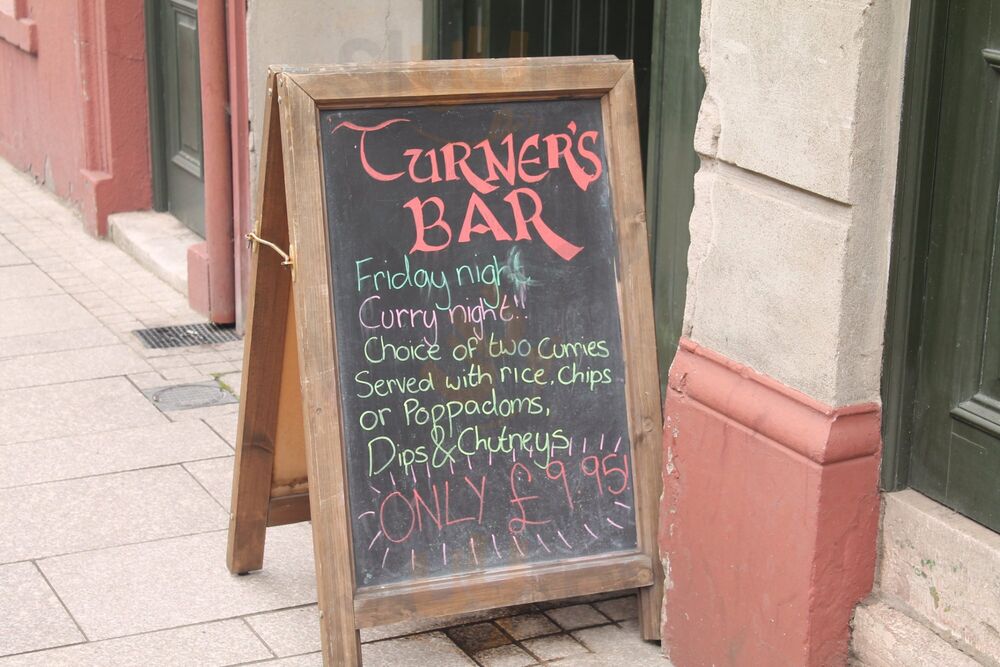 TURNER'S
BAR
Friday night
Curry night!!
Choice of two Curries
Served with rice, Chips
or Poppadoms,
Dips & Chutneys
ONLY £9.95!